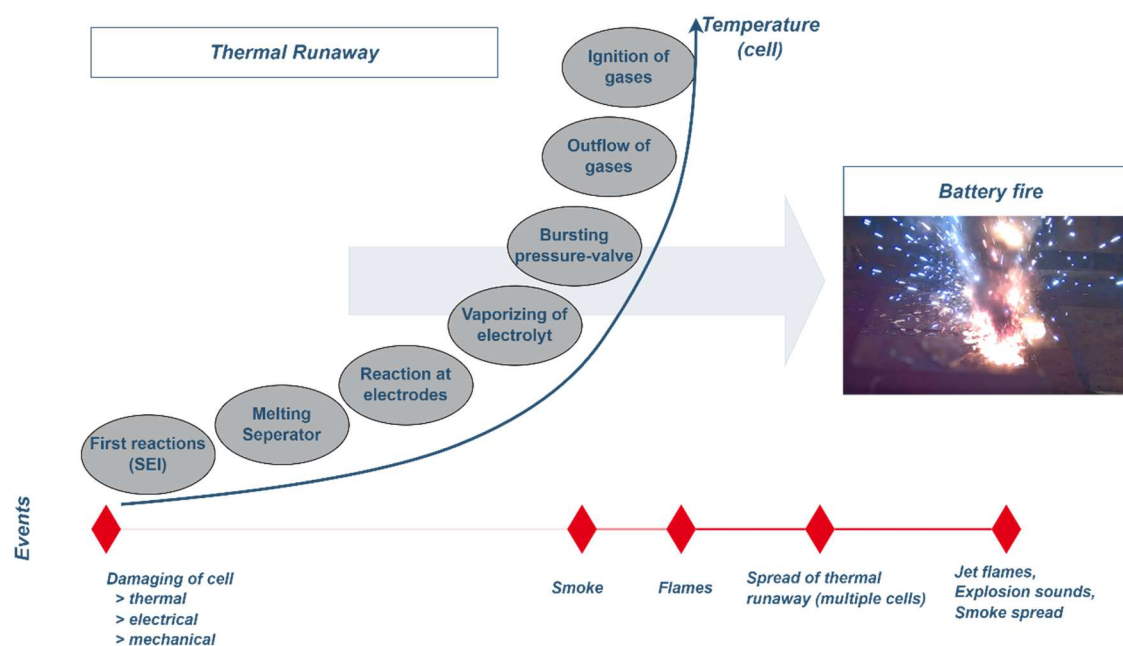 Thermal Runaway
Temperature
(cell)
Ignition of
gases
Outflow of
gases
Bursting
pressure-valve
Vaporizing of
electrolyt
Reaction at
electrodes
Melting
Seperator
First reactions
(SEI)
Battery fire
Events
Damaging of cell
> thermal
> electrical
> mechanical
Smoke
Flames
Spread of thermal
runaway (multiple cells)
Jet flames,
Explosion sounds,
Smoke spread